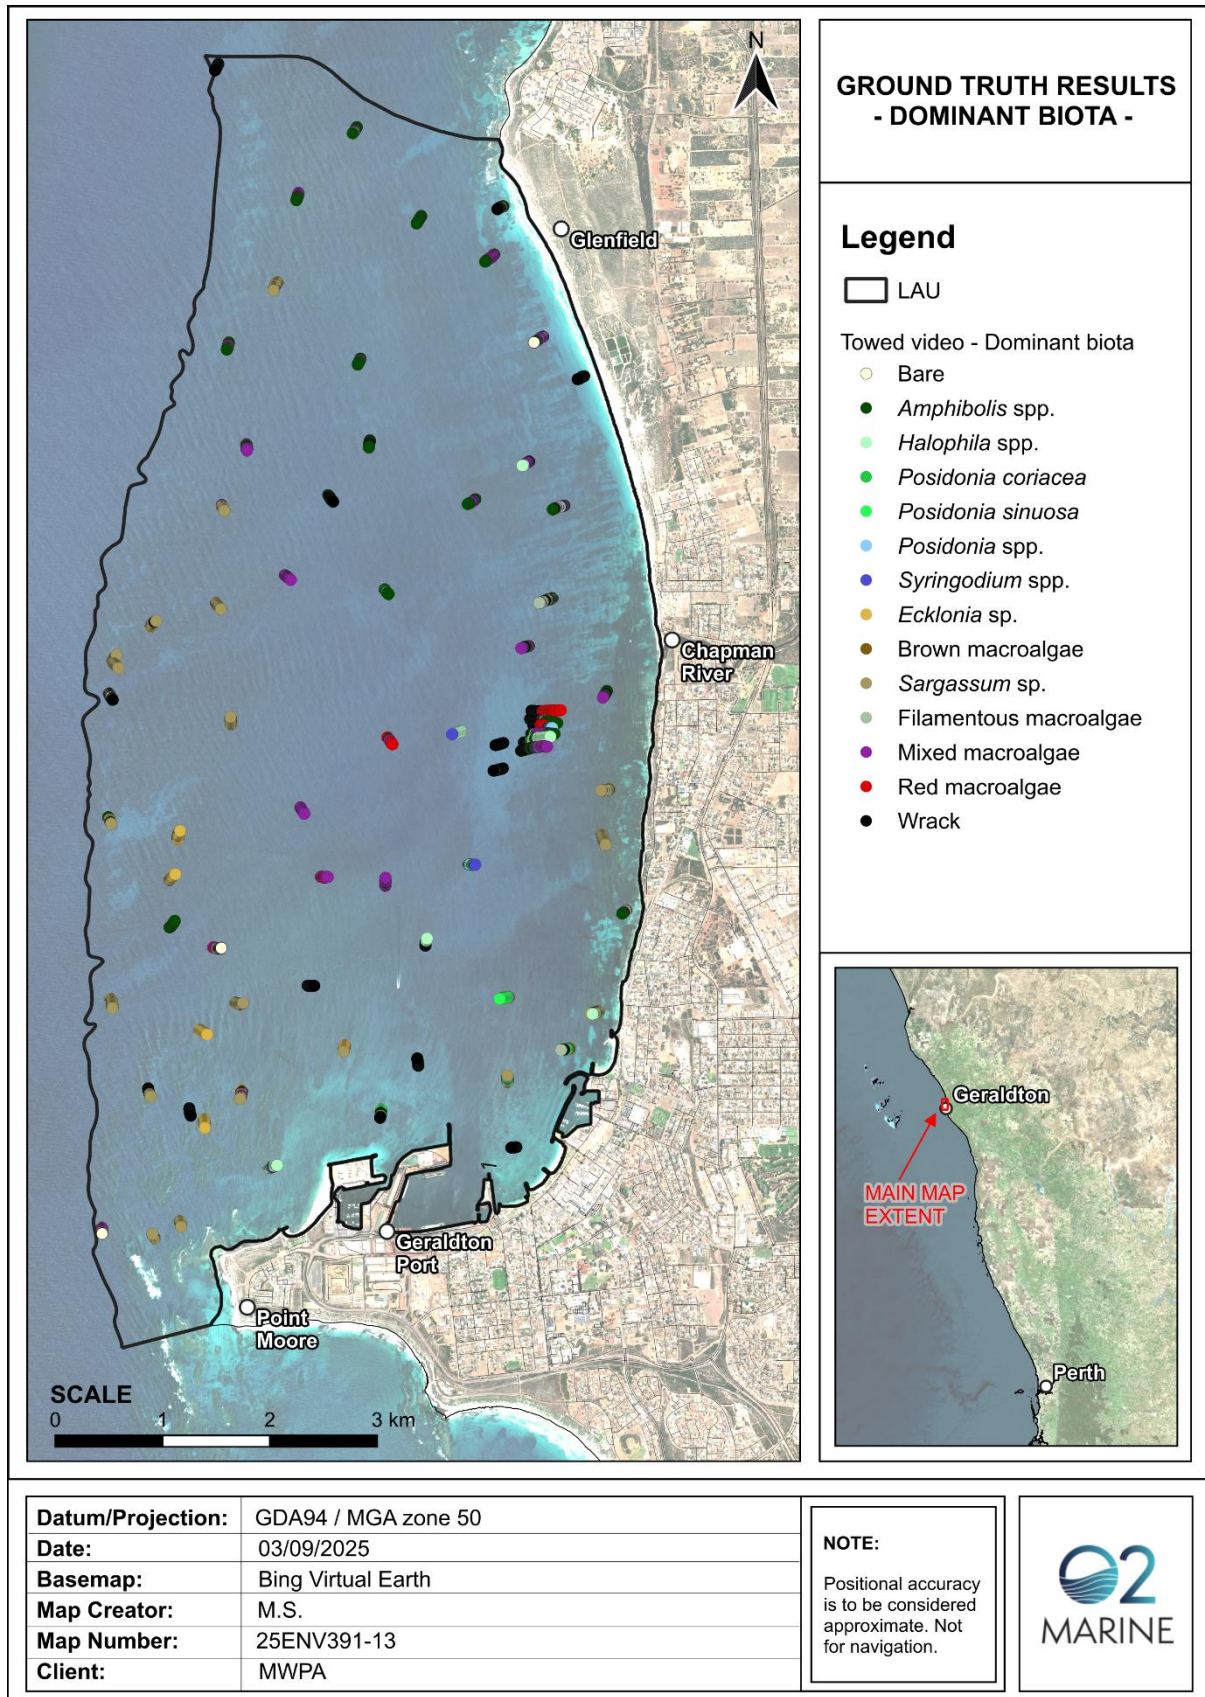 N
Glenfield
Chapman
River
Geraldton
Port
Point
Moore
SCALE
0 1 2 3 km
GROUND TRUTH RESULTS
- DOMINANT BIOTA -
Legend
LAU
Towed video - Dominant biota
Bare
Amphibolis spp.
Halophila spp.
Posidonia coriacea
Posidonia sinuosa
Posidonia spp.
Syringodium spp.
Ecklonia sp.
Brown macroalgae
Sargassum sp.
Filamentous macroalgae
Mixed macroalgae
Red macroalgae
Wrack
Geraldton
MAIN MAP
EXTENT
Perth
Datum/Projection: GDA94 / MGA zone 50
Date: 03/09/2025
Basemap: Bing Virtual Earth
Map Creator: M.S.
Map Number: 25ENV391-13
Client: MWPA
NOTE:
Positional accuracy
is to be considered
approximate. Not
for navigation.
O2
MARINE